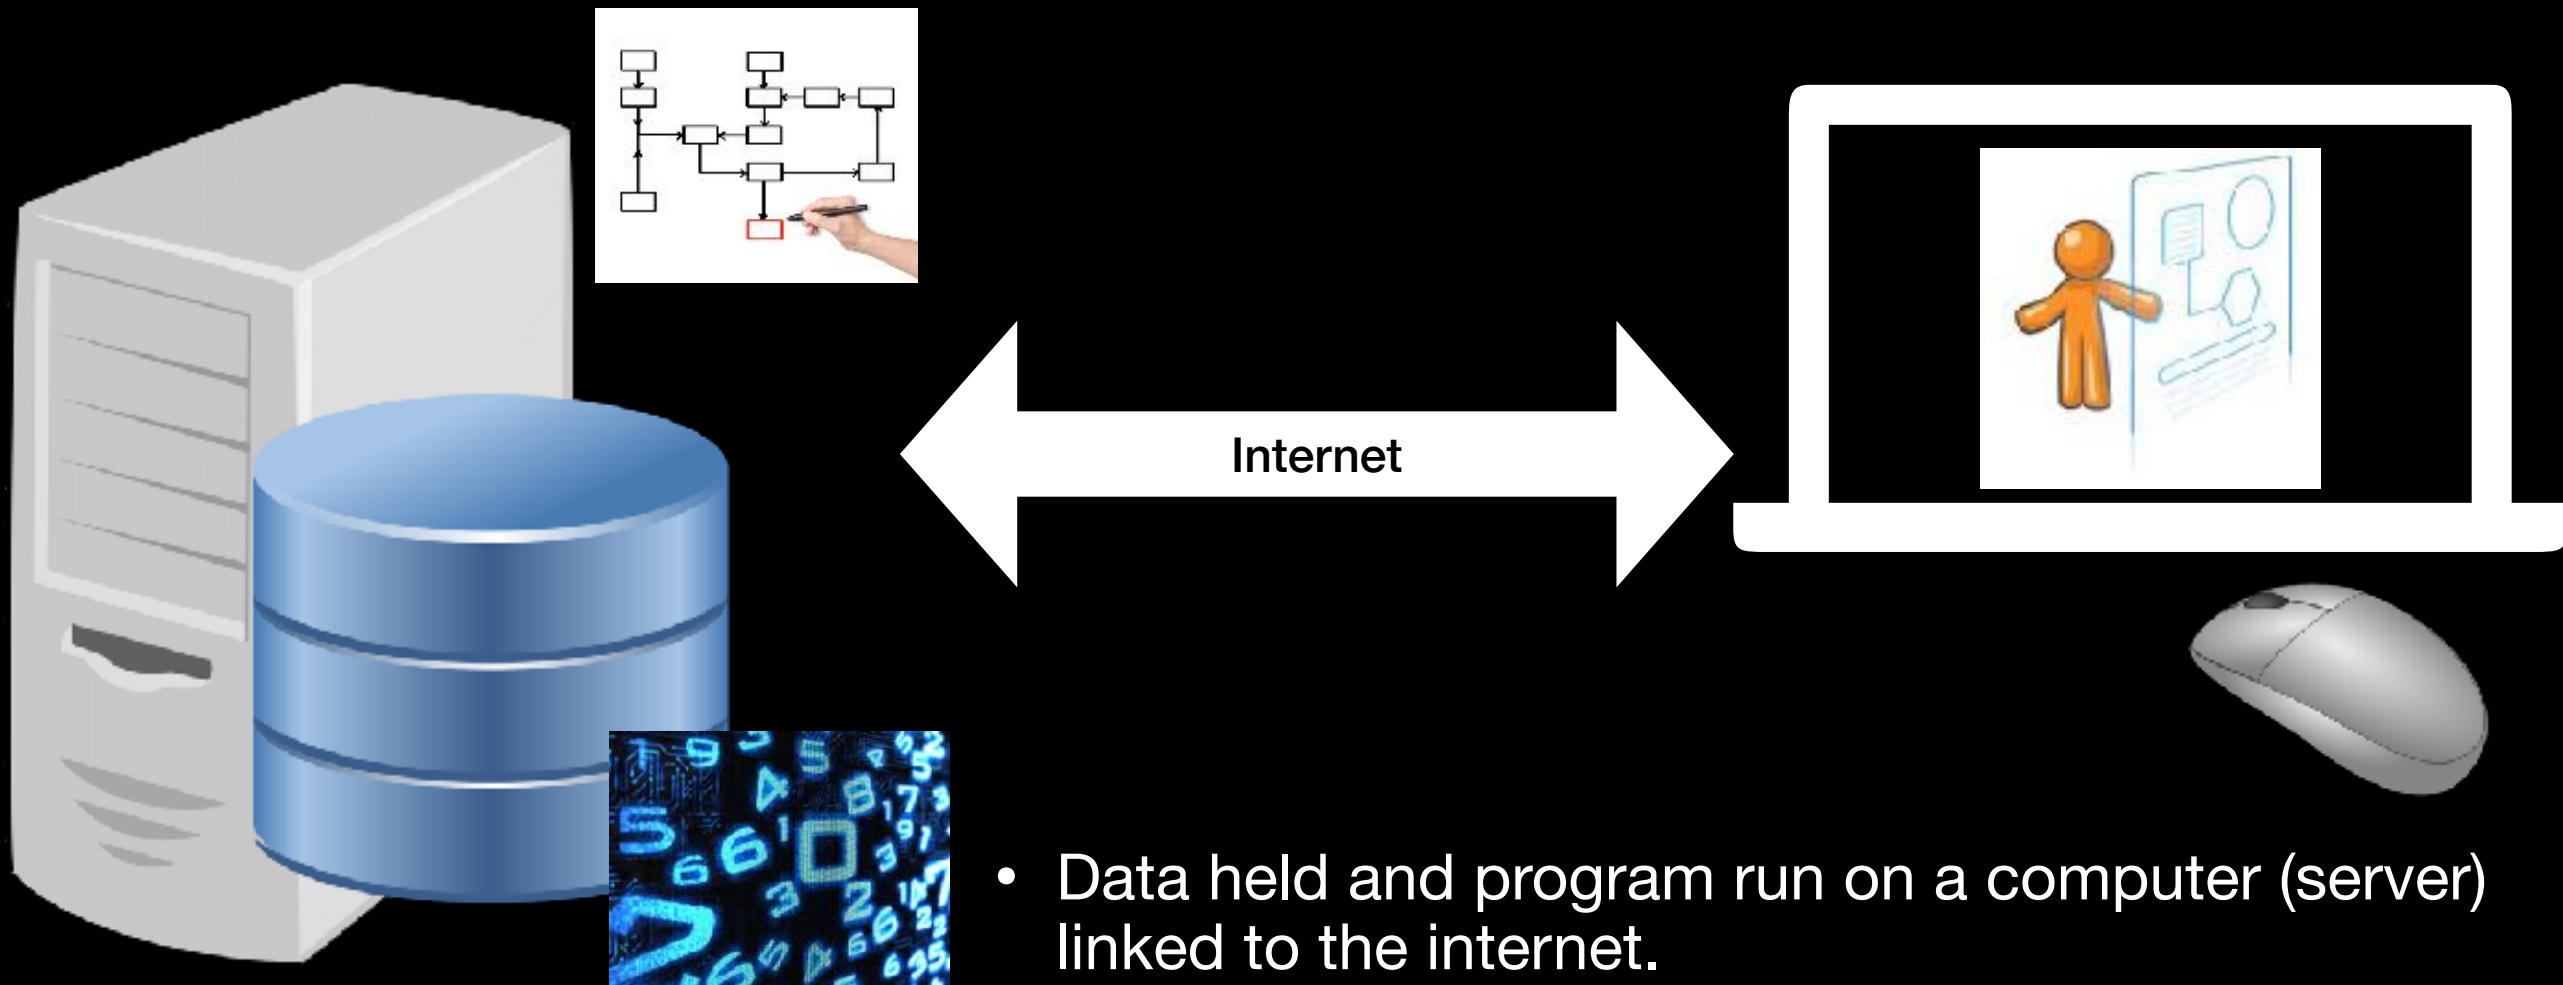 Internet
• Data held and program run on a computer (server)
linked to the internet.